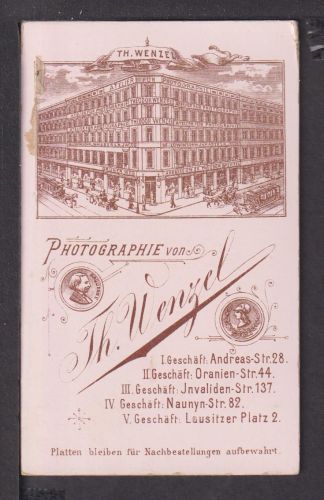 TH. WENZEL
PHOTOGRAPHIE von
Th. Wenzel
I. Geschäft: Andreas-Str. 28.
II. Geschäft: Oranien-Str. 44.
III. Geschäft: Jnvaliden-Str. 137.
IV. Geschäft: Naunyn-Str. 82.
V. Geschäft: Lausitzer Platz 2.
Platten bleiben für Nachbestellungen aufbewahrt.